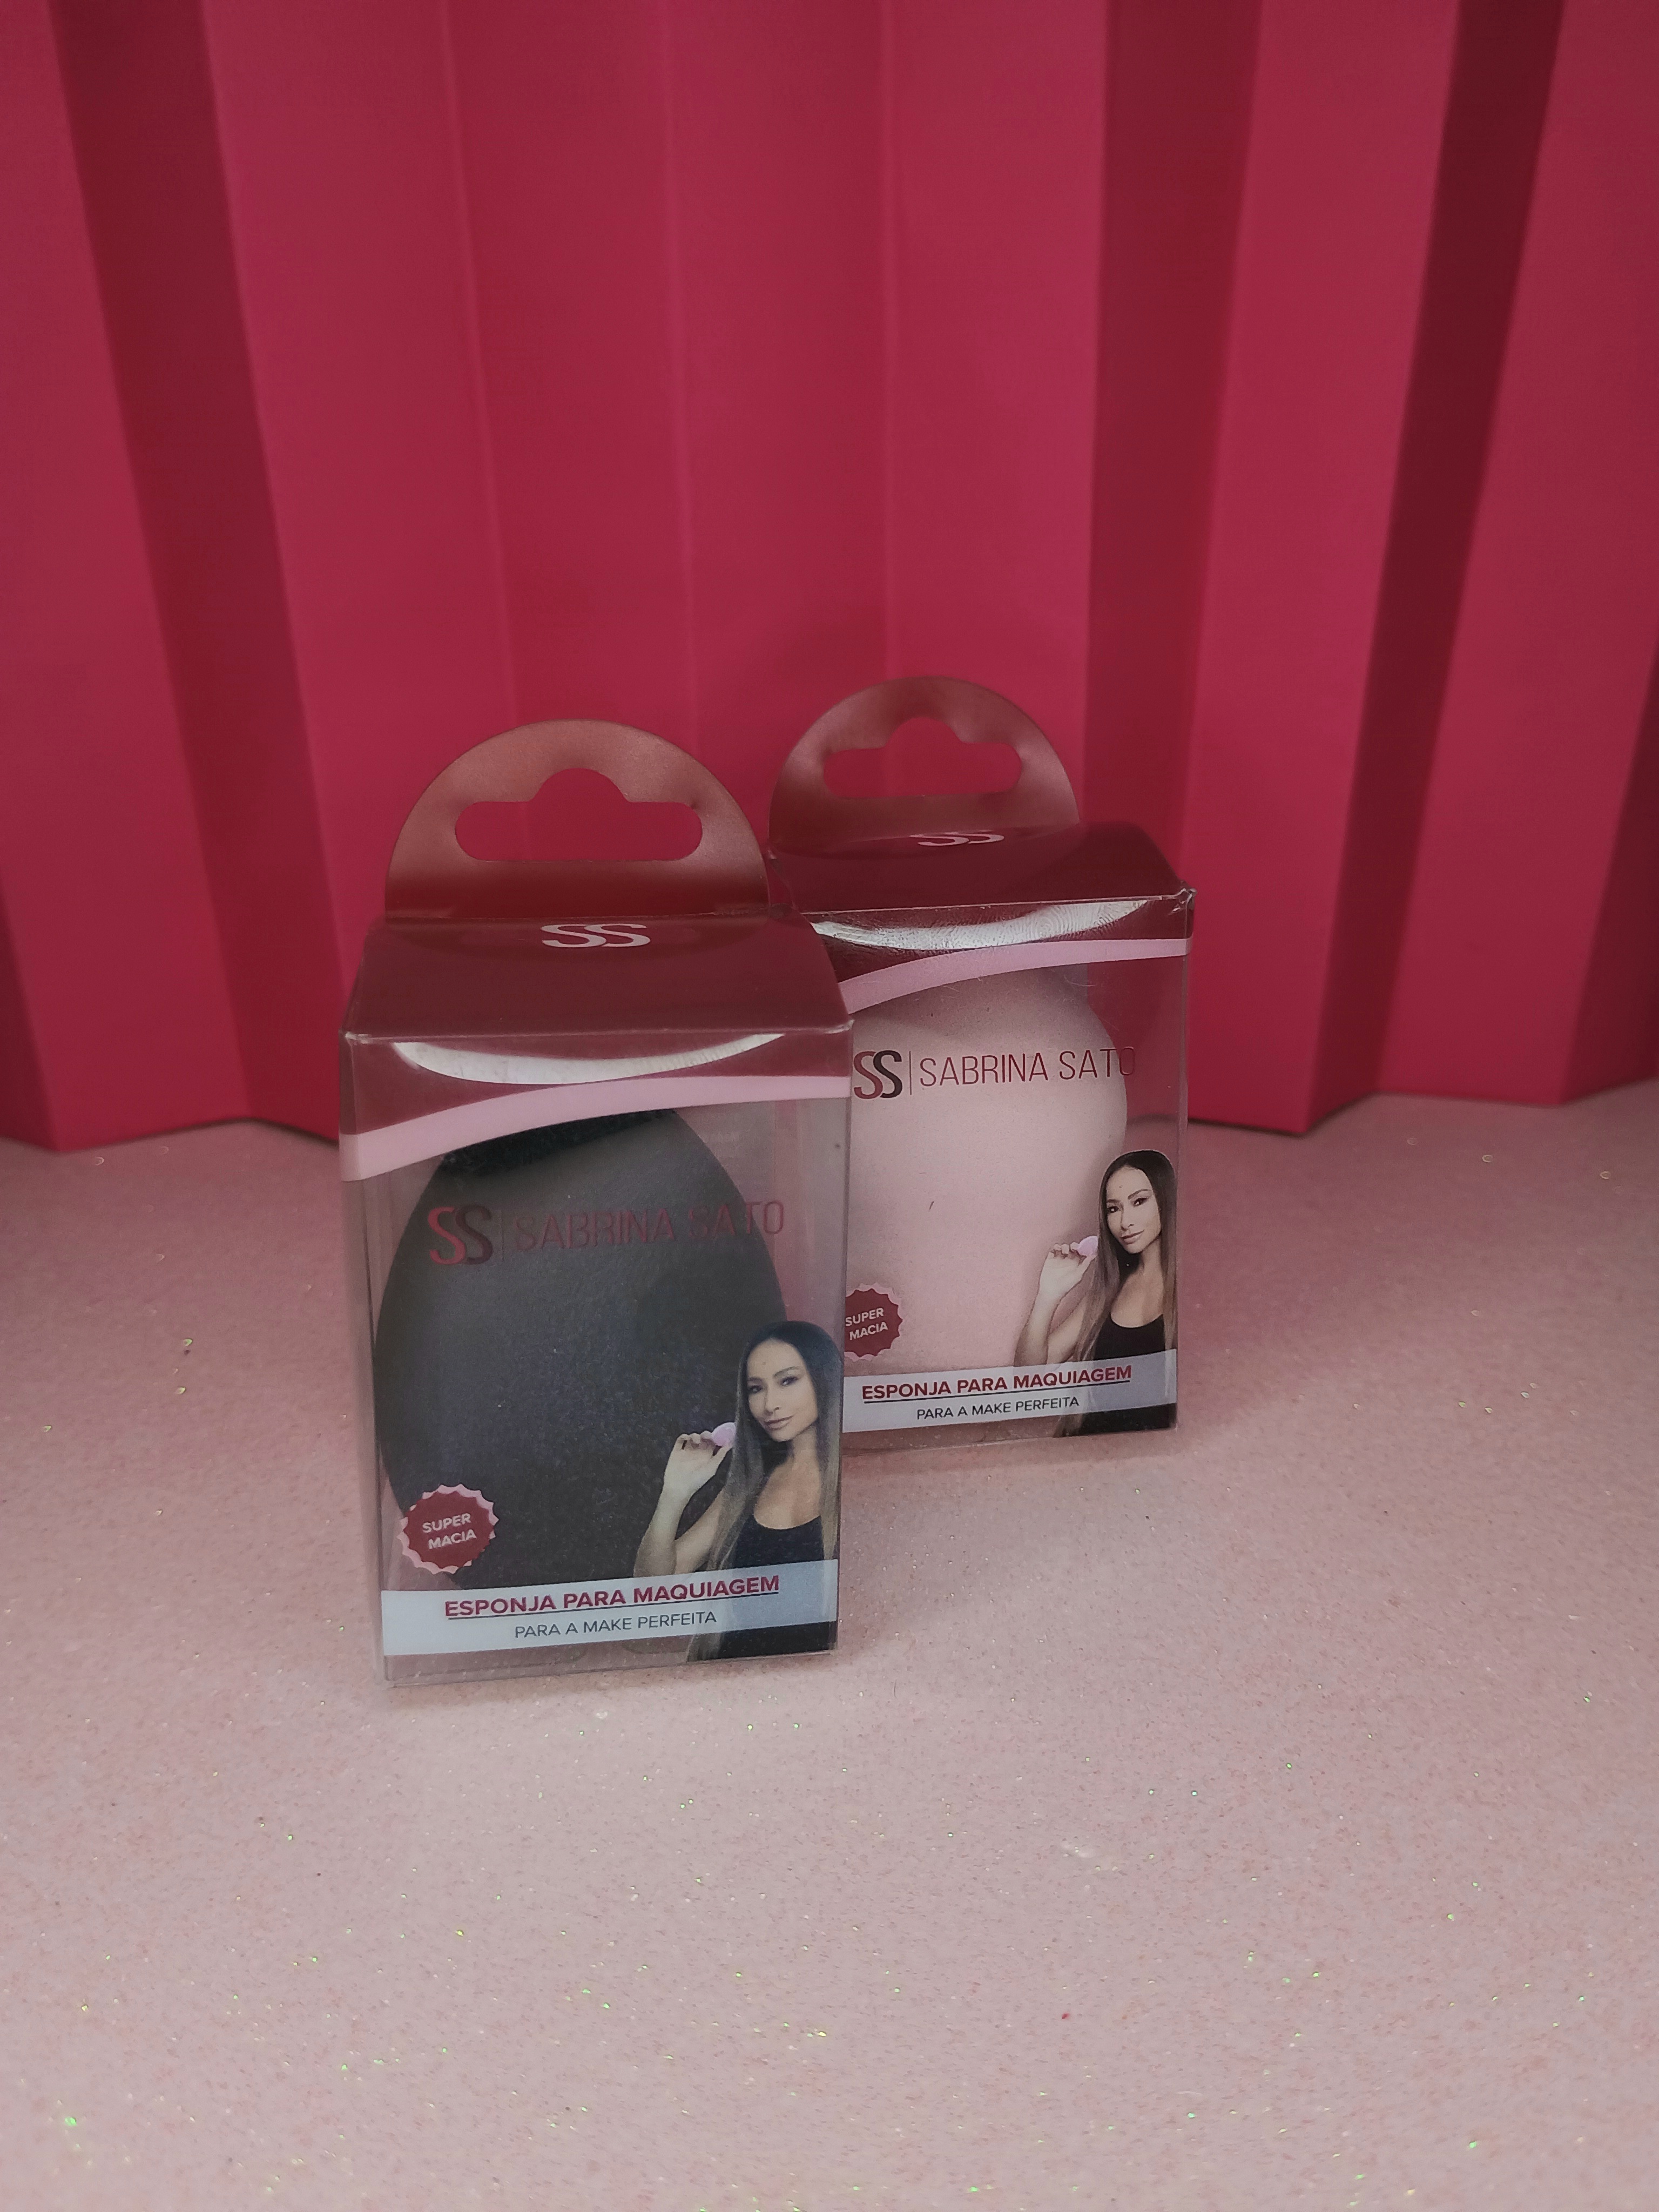 SS
SS
SS | SABRINA SATO
SUPER
MACIA
ESPONJA PARA MAQUIAGEM
PARA A MAKE PERFEITA
SS | SABRINA SATO
SUPER
MACIA
ESPONJA PARA MAQUIAGEM
PARA A MAKE PERFEITA